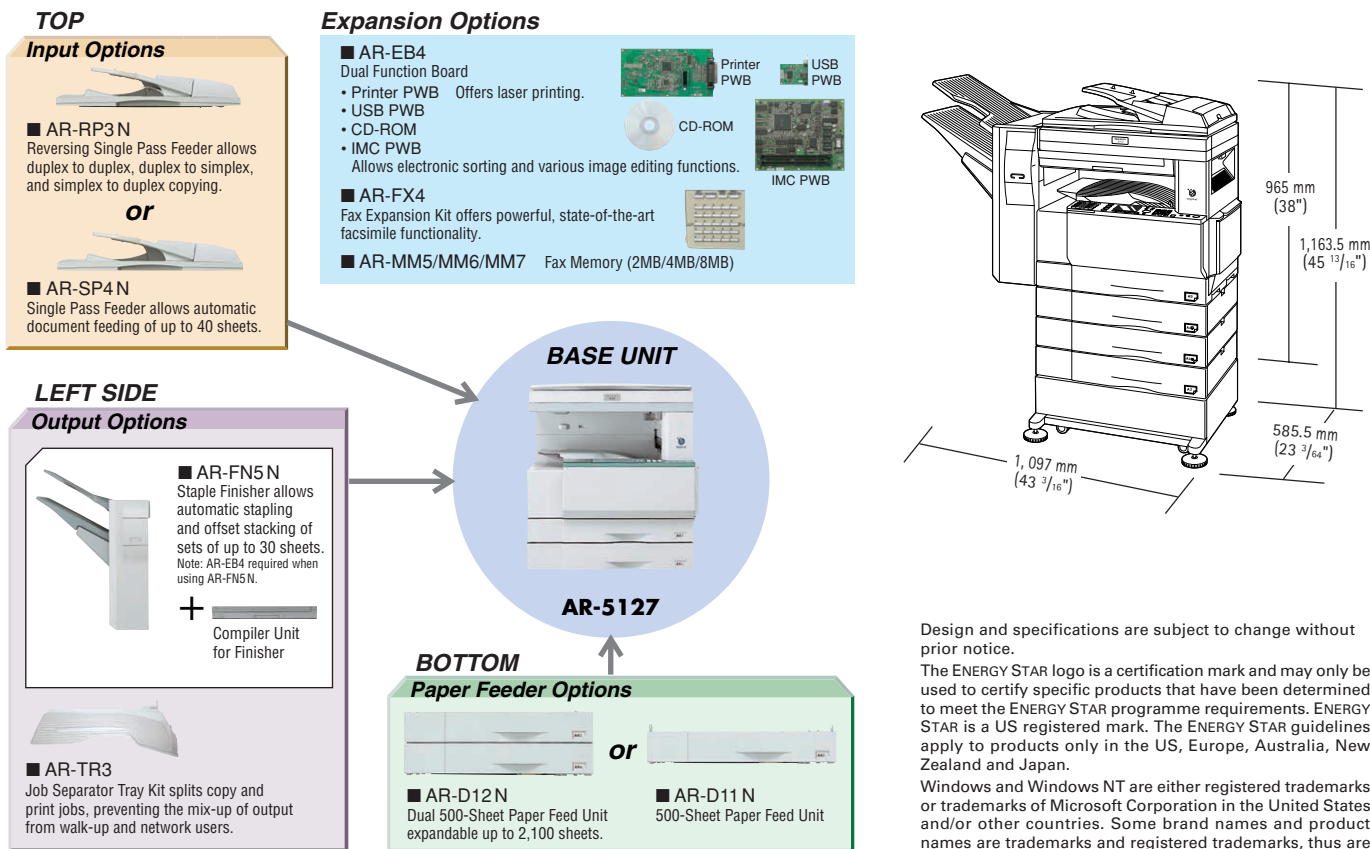 TOP
Input Options
■ AR-RP3 N
Reversing Single Pass Feeder allows
duplex to duplex, duplex to simplex,
and simplex to duplex copying.
or
■ AR-SP4 N
Single Pass Feeder allows automatic
document feeding of up to 40 sheets.
Expansion Options
■ AR-EB4
Dual Function Board
• Printer PWB Offers laser printing.
• USB PWB
• CD-ROM
• IMC PWB
Allows electronic sorting and various image editing functions.
Printer
PWB
USB
PWB
CD-ROM
IMC PWB
■ AR-FX4
Fax Expansion Kit offers powerful, state-of-the-art
facsimile functionality.
■ AR-MM5/MM6/MM7 Fax Memory (2MB/4MB/8MB)
LEFT SIDE
Output Options
■ AR-FN5 N
Staple Finisher allows
automatic stapling
and offset stacking of
sets of up to 30 sheets.
Note: AR-EB4 required when
using AR-FN5 N.
+
Compiler Unit
for Finisher
■ AR-TR3
Job Separator Tray Kit splits copy and
print jobs, preventing the mix-up of output
from walk-up and network users.
BASE UNIT
AR-5127
BOTTOM
Paper Feeder Options
■ AR-D12 N
Dual 500-Sheet Paper Feed Unit
expandable up to 2,100 sheets.
or
■ AR-D11 N
500-Sheet Paper Feed Unit
965 mm
(38")
1,163.5 mm
(45 13/16")
585.5 mm
(23 3/64")
1, 097 mm
(43 3/16")
Design and specifications are subject to change without
prior notice.
The ENERGY STAR logo is a certification mark and may only be
used to certify specific products that have been determined
to meet the ENERGY STAR programme requirements. ENERGY
STAR is a US registered mark. The ENERGY STAR guidelines
apply to products only in the US, Europe, Australia, New
Zealand and Japan.
Windows and Windows NT are either registered trademarks
or trademarks of Microsoft Corporation in the United States
and/or other countries. Some brand names and product
names are trademarks and registered trademarks, thus are